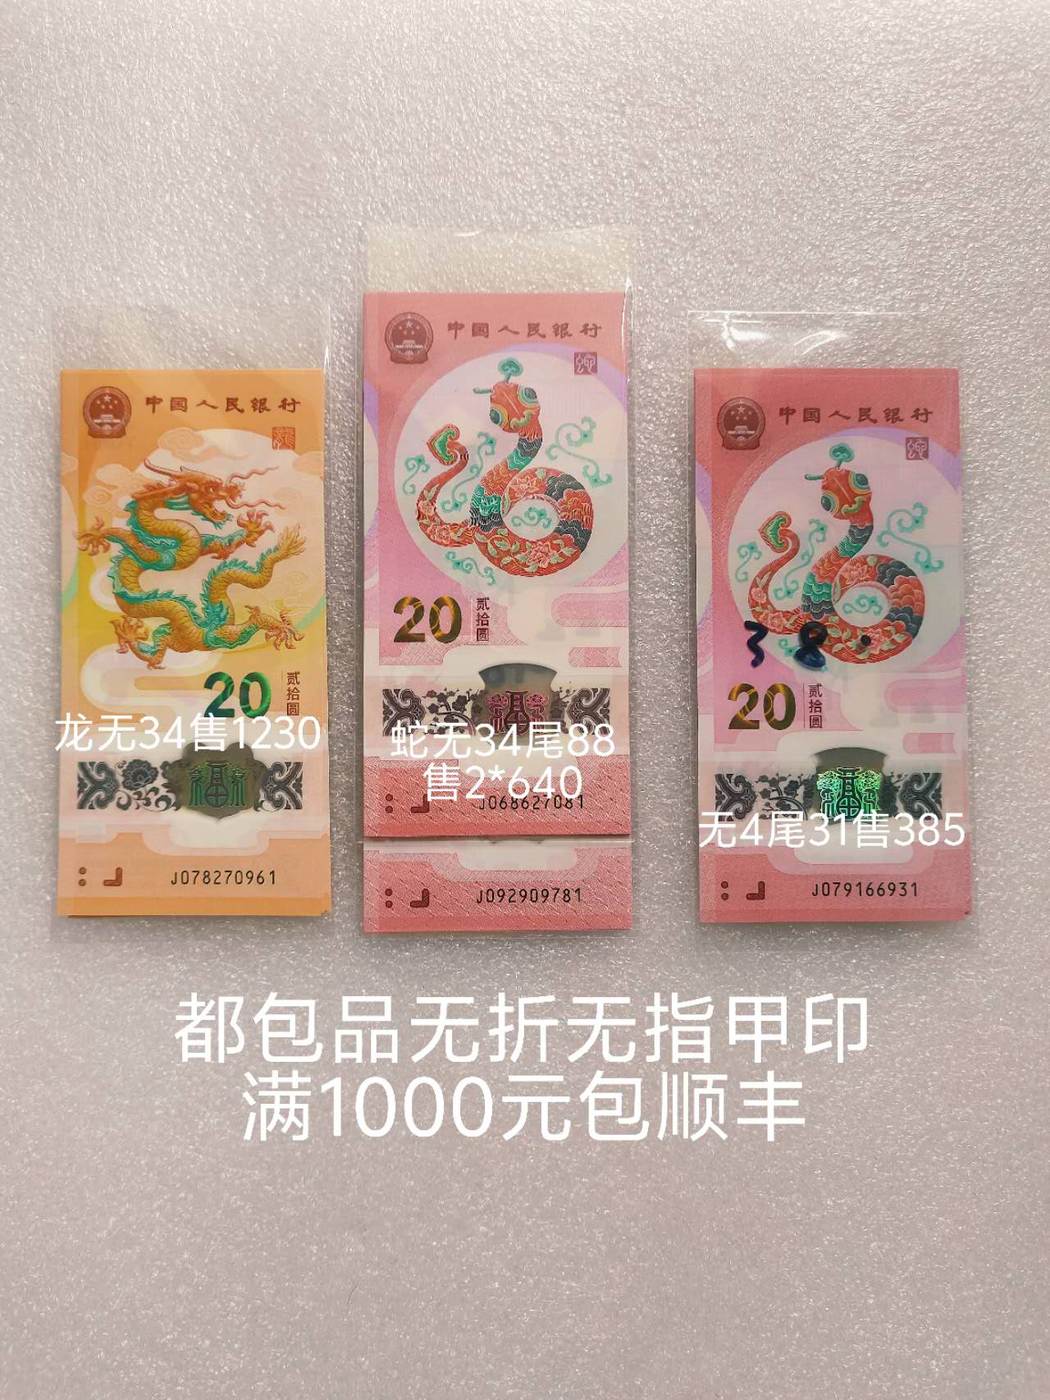 中国人民银行
20
贰拾圆
龙无34售1230
J078270961
中国人民银行
20
贰拾圆
福
蛇无34尾88
售2*640
J068627081
J092909781
中国人民银行
38.
20
贰拾圆
福
无4尾31售385
J079166931
都包品无折无指甲印
满1000元包顺丰